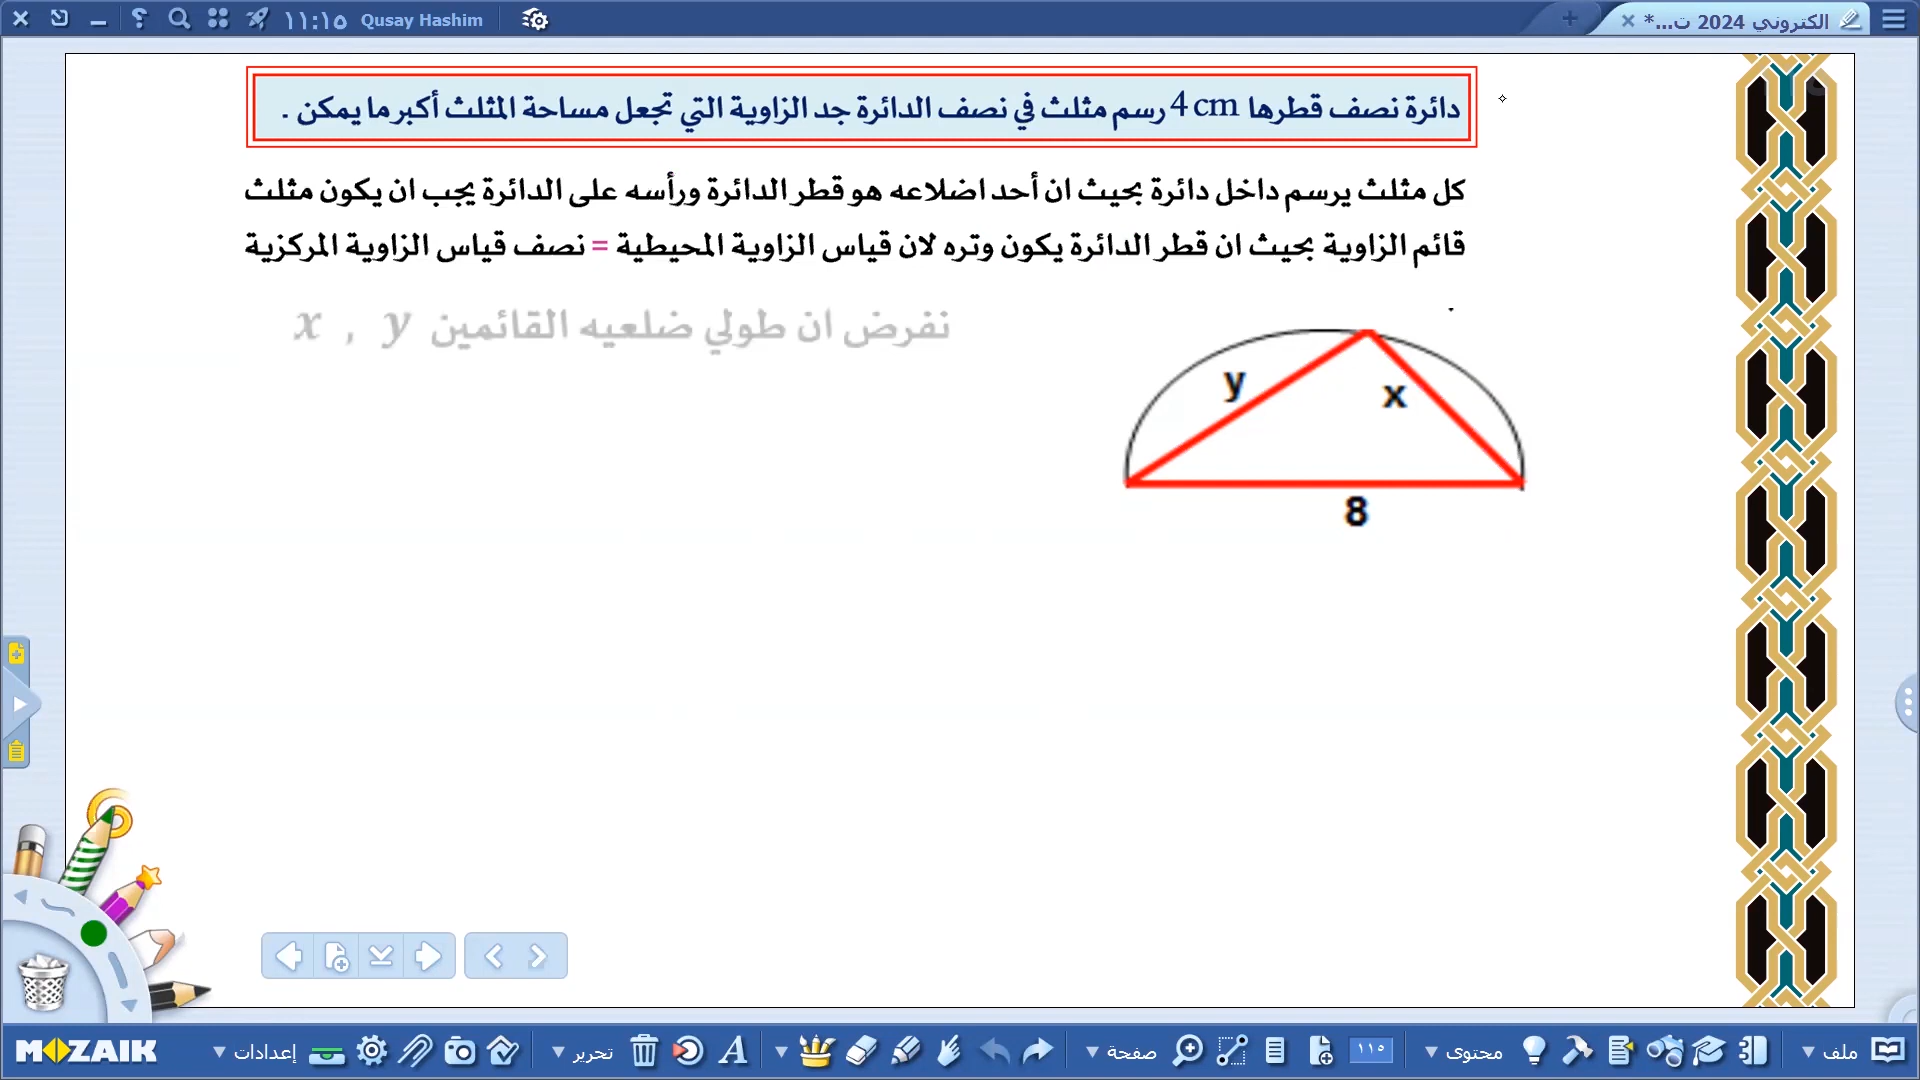 ١١:١٥ Qusay Hashim
الكتروني 2024 ت...*
دائرة نصف قطرها 4 cm رسم مثلث في نصف الدائرة جد الزاوية التي تجعل مساحة المثلث أكبر ما يمكن .
كل مثلث يرسم داخل دائرة بحيث ان أحد اضلاعه هو قطر الدائرة ورأسه على الدائرة يجب ان يكون مثلث
قائم الزاوية بحيث ان قطر الدائرة يكون وتره لان قياس الزاوية المحيطية = نصف قياس الزاوية المركزية
نفرض ان طولي ضلعيه القائمين x , y
y
x
8
ملف
محتوى
١١٥
صفحة
تحرير
إعدادات
MOZAIK